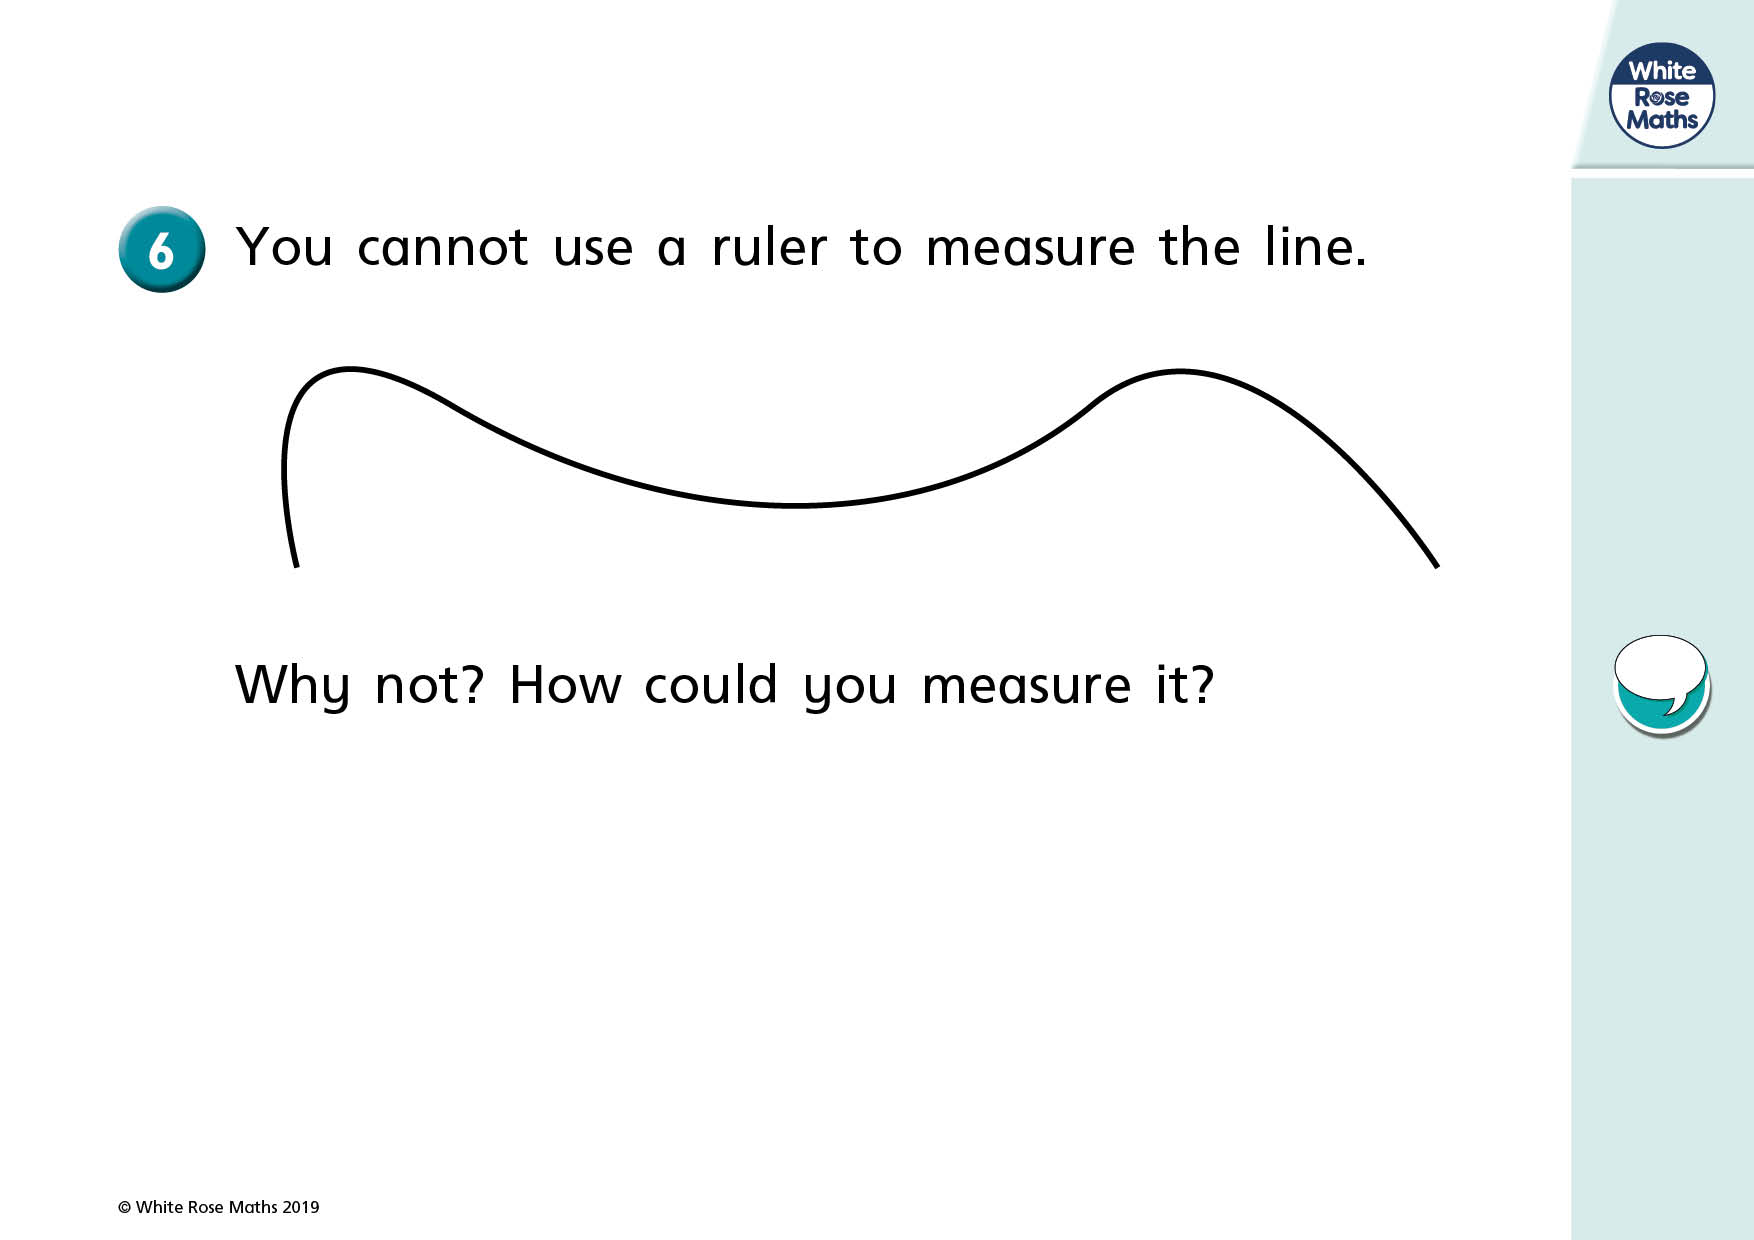 White
Rose
Maths
6 You cannot use a ruler to measure the line.
Why not? How could you measure it?
© White Rose Maths 2019